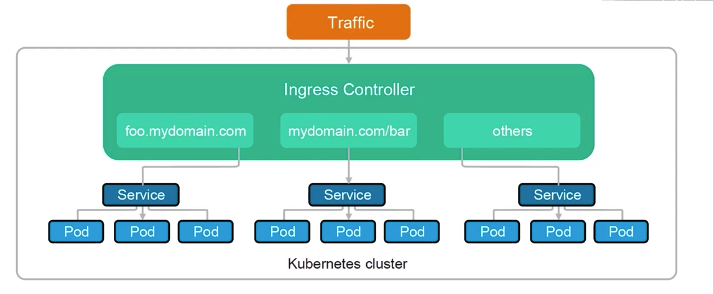 Traffic
Ingress Controller
foo.mydomain.com
mydomain.com/bar
others
Service
Service
Service
Pod
Pod
Pod
Pod
Pod
Pod
Pod
Pod
Pod
Kubernetes cluster